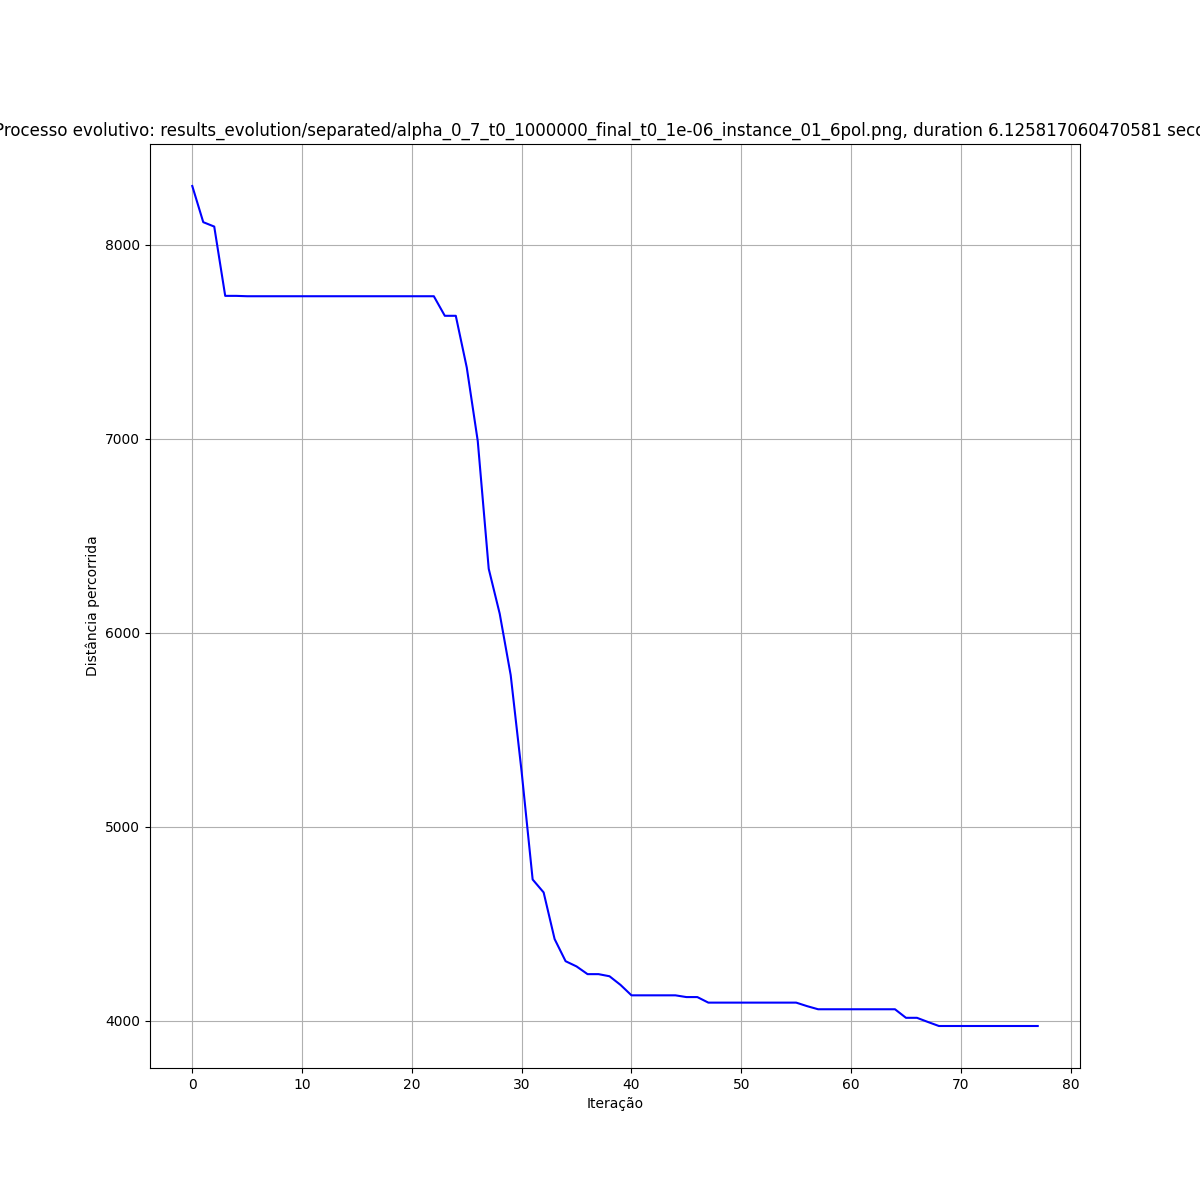 Processo evolutivo: results_evolution/separated/alpha_0_7_t0_1000000_final_t0_1e-06_instance_01_6pol.png, duration 6.125817060470581
8000
7000
6000
5000
4000
Distância percorrida
0 10 20 30 40 50 60 70 80
Iteração